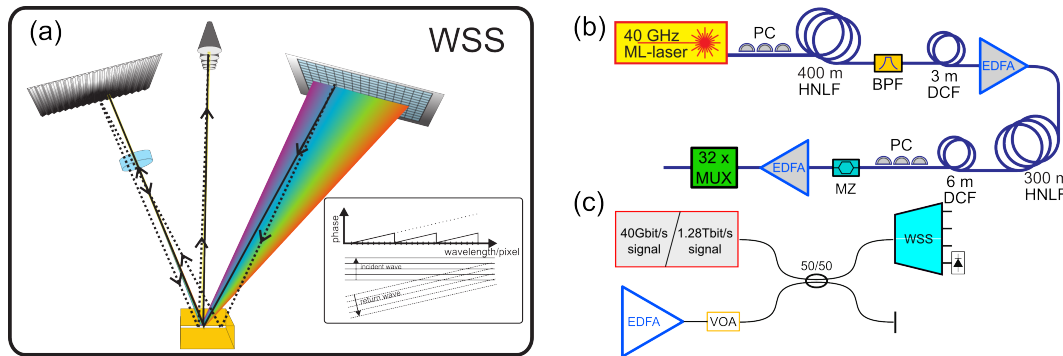 (a)
WSS
phase
wavelength/pixel
incident wave
return wave
(b)
40 GHz
ML-laser
PC
400 m
HNLF
BPF
3 m
DCF
EDFA
300 m
HNLF
6 m
DCF
PC
MZ
EDFA
32 x
MUX
(c)
40Gbit/s
signal
1.28Tbit/s
signal
50/50
WSS
EDFA
VOA